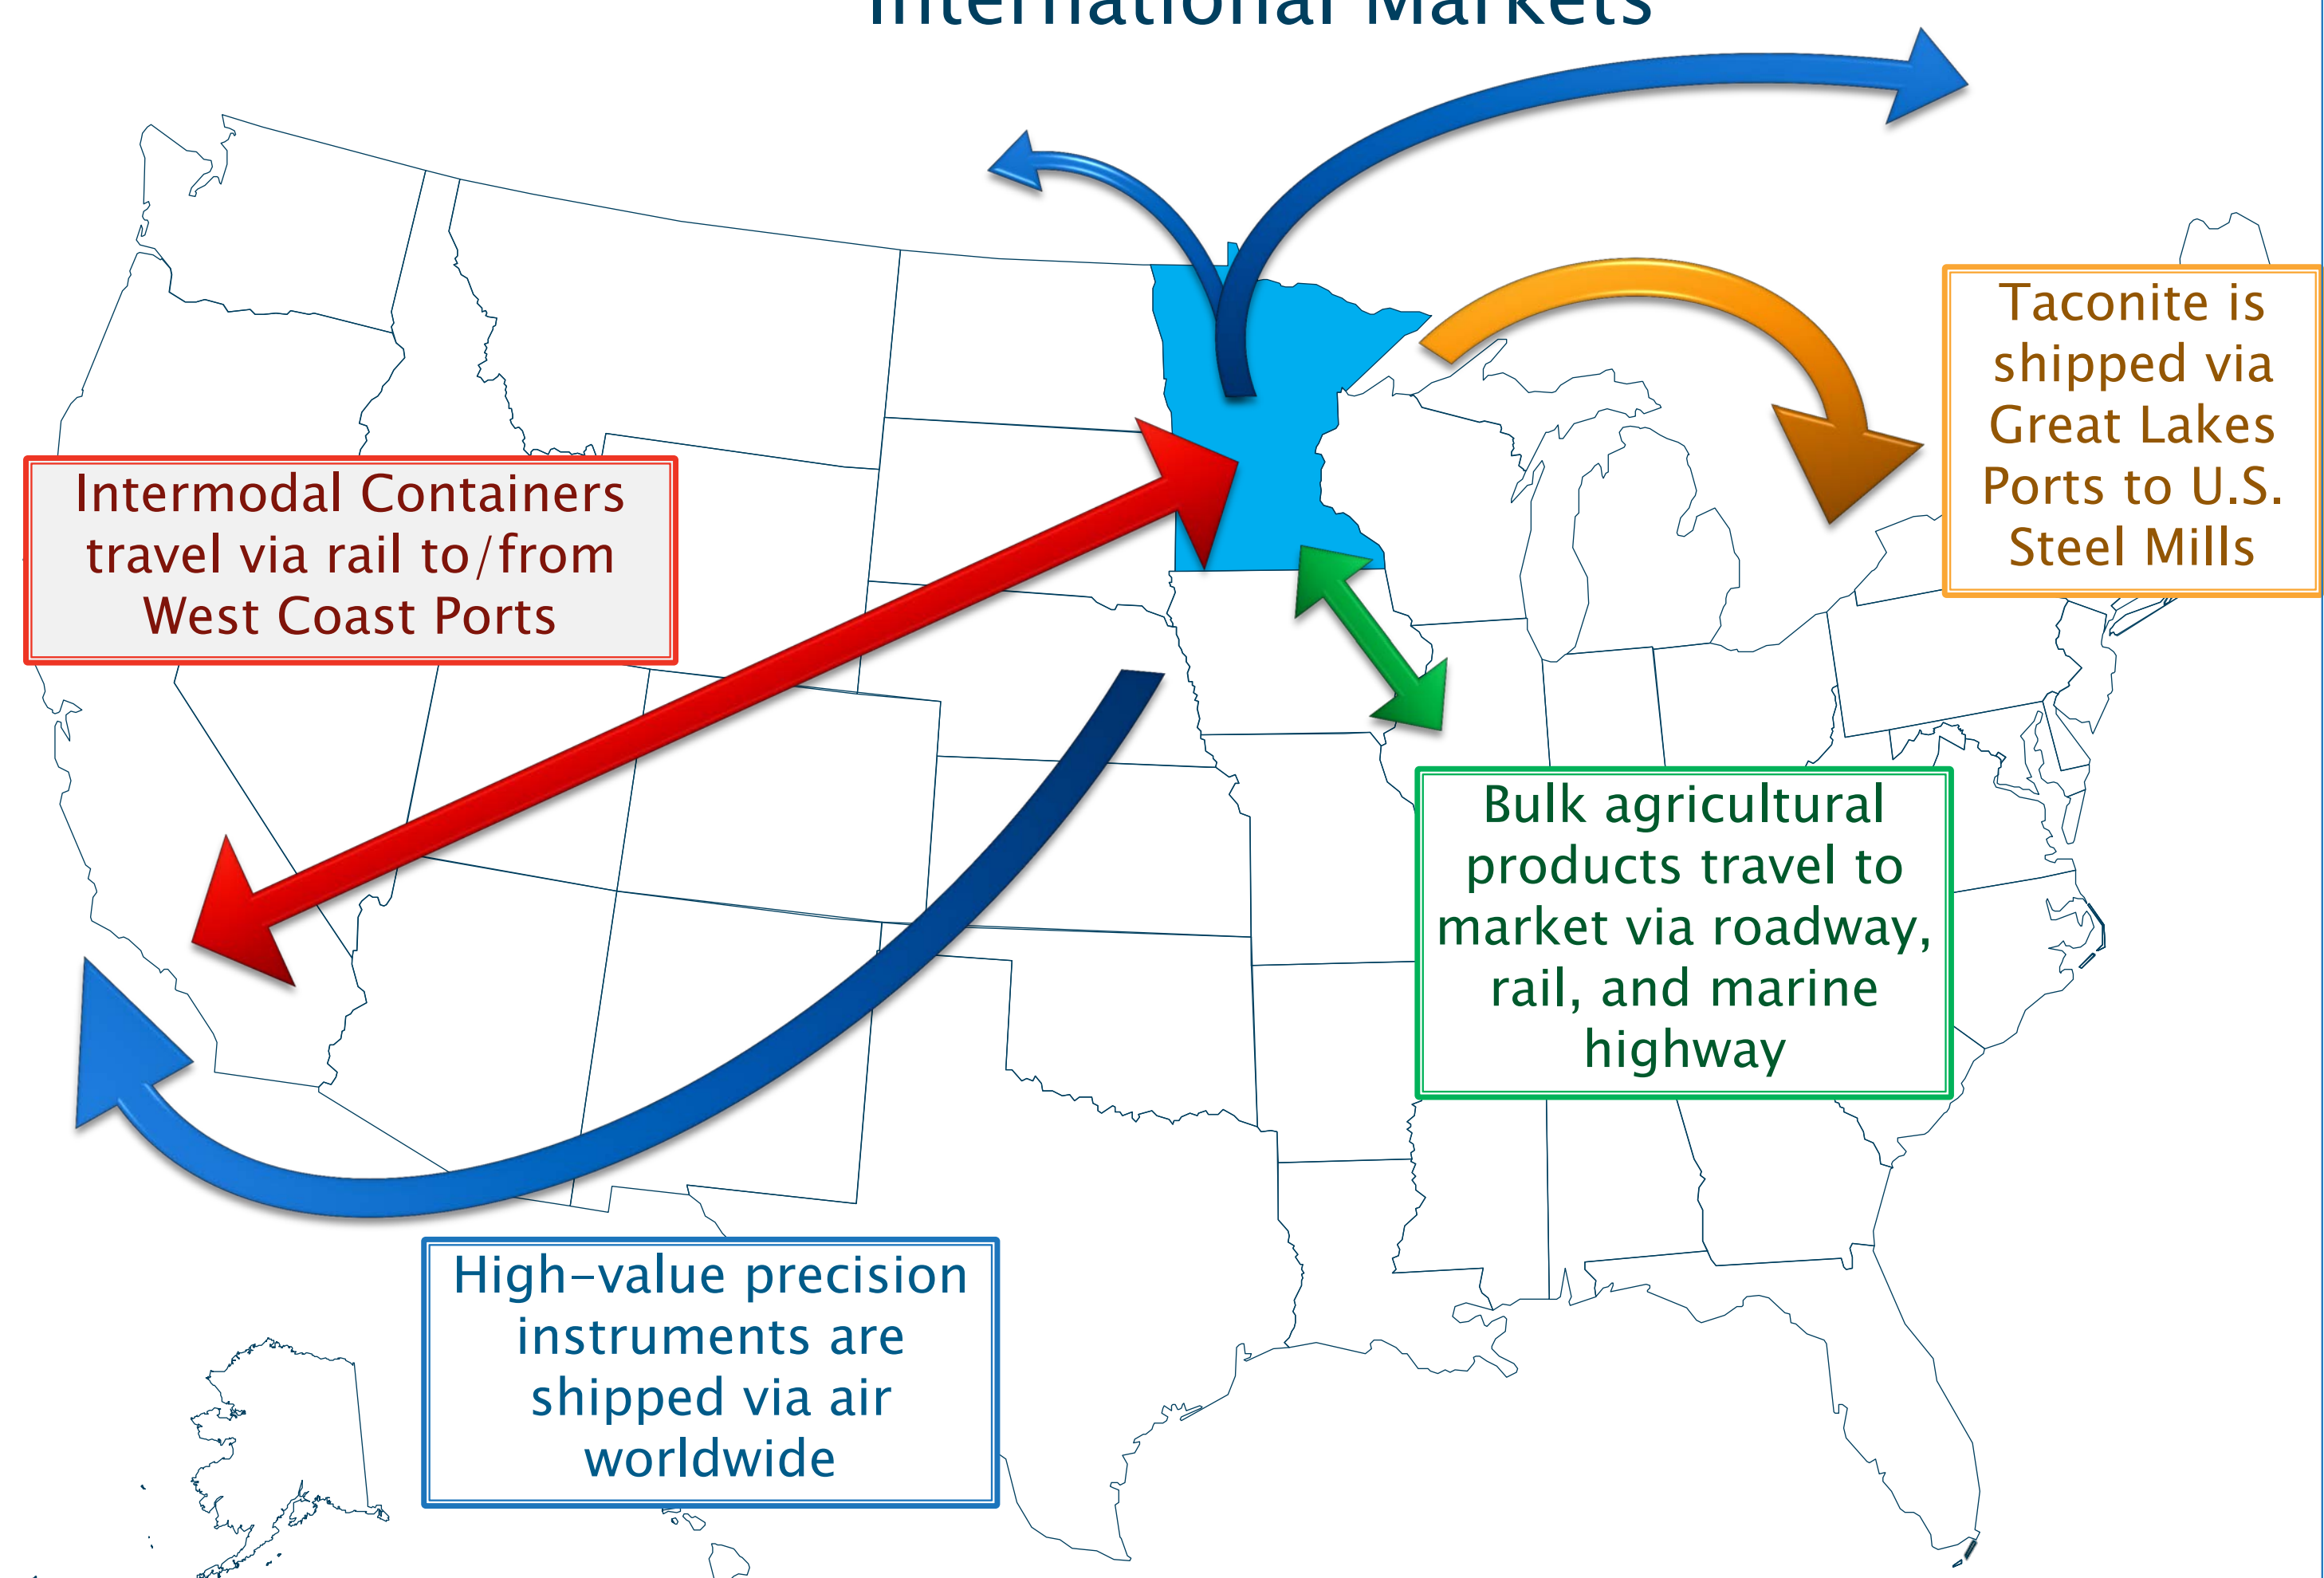 International Markets
Taconite is
shipped via
Great Lakes
Ports to U.S.
Steel Mills
Intermodal Containers
travel via rail to/from
West Coast Ports
Bulk agricultural
products travel to
market via roadway,
rail, and marine
highway
High-value precision
instruments are
shipped via air
worldwide